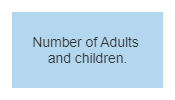 Number of Adults
and children.